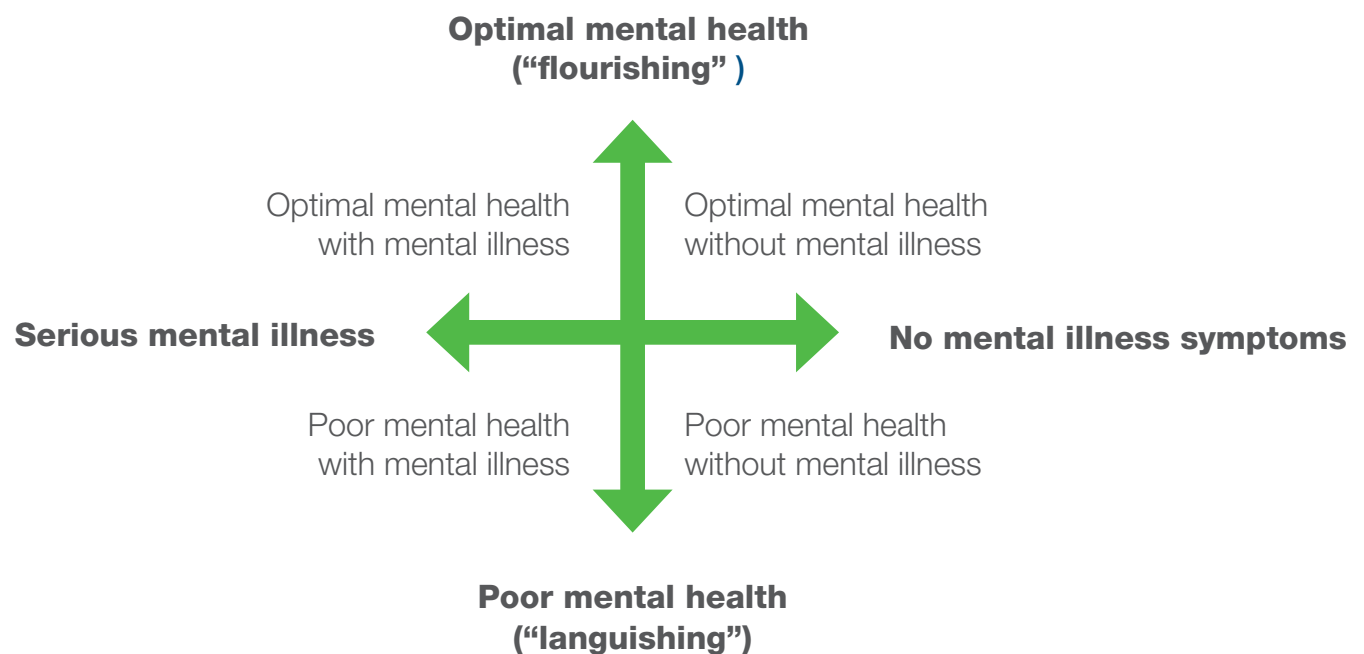 Optimal mental health
(“flourishing” )
Optimal mental health
with mental illness
Optimal mental health
without mental illness
Serious mental illness
No mental illness symptoms
Poor mental health
with mental illness
Poor mental health
without mental illness
Poor mental health
(“languishing”)